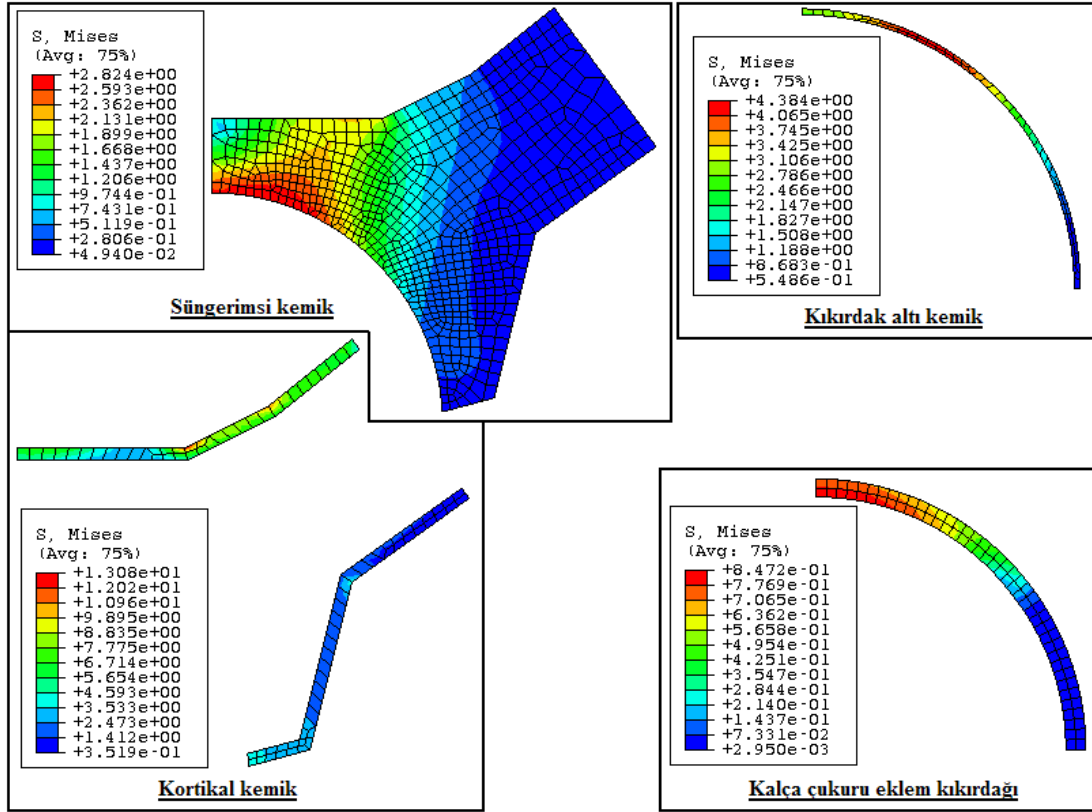 S, Mises
(Avg: 75%)
+2.824e+00
+2.593e+00
+2.362e+00
+2.131e+00
+1.899e+00
+1.668e+00
+1.437e+00
+1.206e+00
+9.744e-01
+7.431e-01
+5.119e-01
+2.806e-01
+4.940e-02
Süngerimsi kemik
S, Mises
(Avg: 75%)
+4.384e+00
+4.065e+00
+3.745e+00
+3.425e+00
+3.106e+00
+2.786e+00
+2.466e+00
+2.147e+00
+1.827e+00
+1.508e+00
+1.188e+00
+8.683e-01
+5.486e-01
Kıkırdak altı kemik
S, Mises
(Avg: 75%)
+1.308e+01
+1.202e+01
+1.096e+01
+9.895e+00
+8.835e+00
+7.775e+00
+6.714e+00
+5.654e+00
+4.593e+00
+3.533e+00
+2.473e+00
+1.412e+00
+3.519e-01
Kortikal kemik
S, Mises
(Avg: 75%)
+8.472e-01
+7.769e-01
+7.065e-01
+6.362e-01
+5.658e-01
+4.954e-01
+4.251e-01
+3.547e-01
+2.844e-01
+2.140e-01
+1.437e-01
+7.331e-02
+2.950e-03
Kalça çukuru eklem kıkırdağı